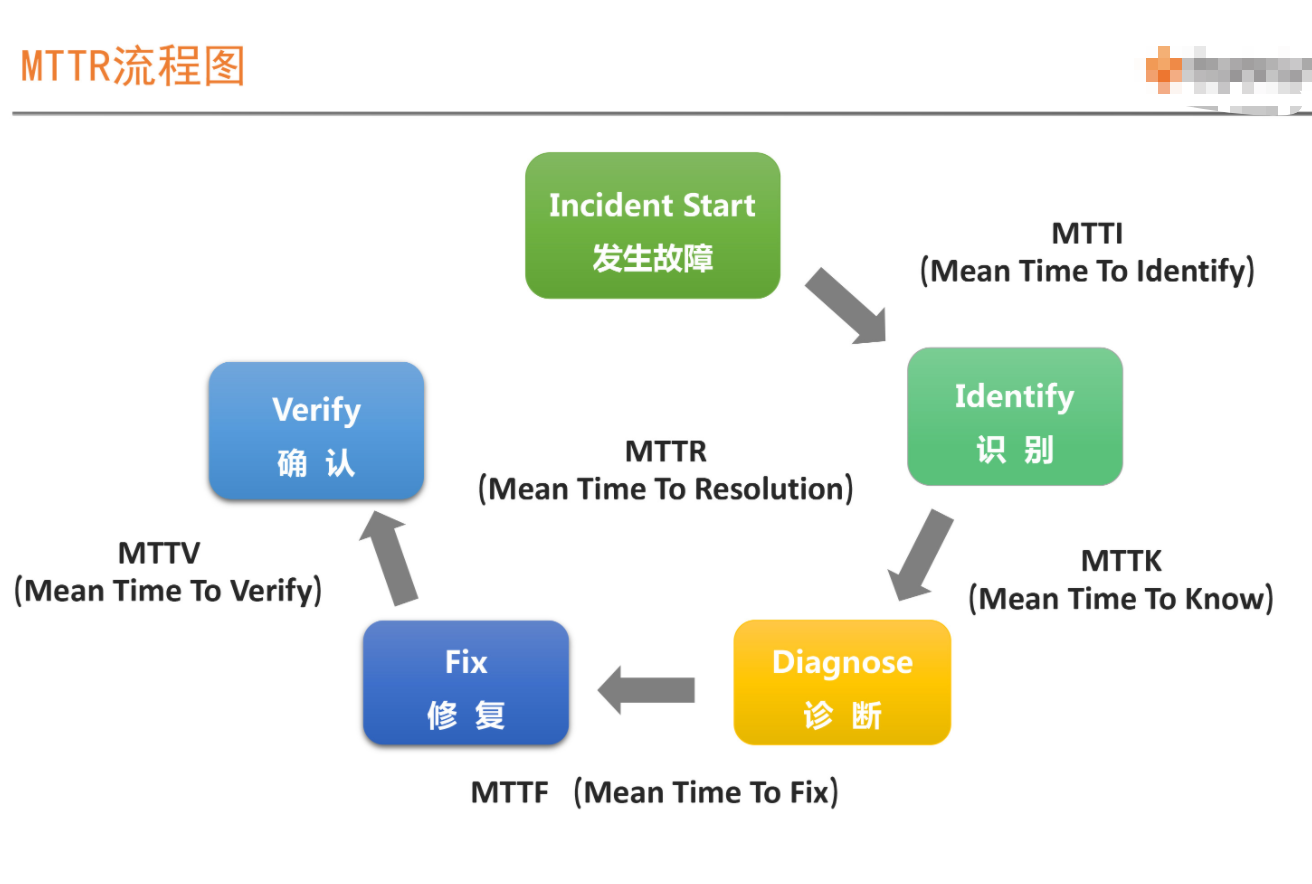 MTTR流程图
Incident Start
发生故障
MTTI
(Mean Time To Identify)
Identify
识 别
MTTK
(Mean Time To Know)
Diagnose
诊 断
MTTF (Mean Time To Fix)
Fix
修 复
MTTV
(Mean Time To Verify)
Verify
确 认
MTTR
(Mean Time To Resolution)